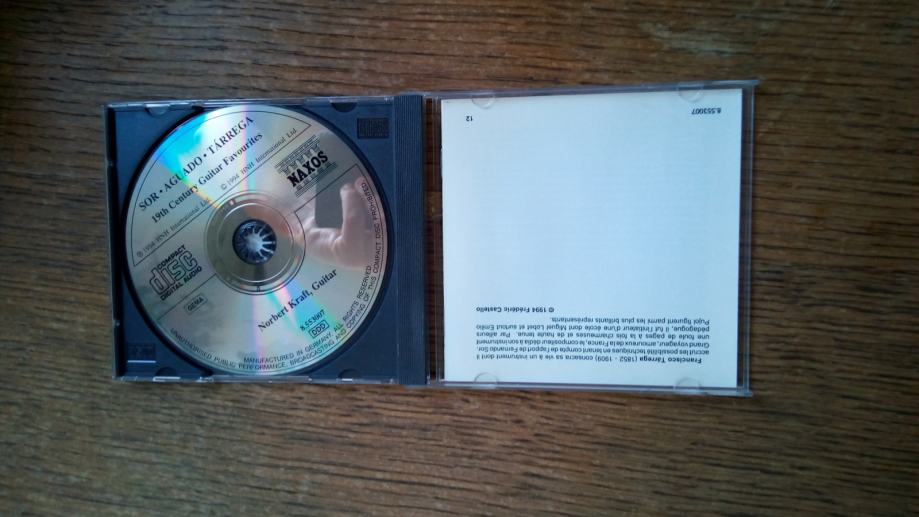 SOR • AGUADO • TÁRREGA
19th Century Guitar Favourites
℗ 1994 HNH International Ltd.
© 1994 HNH International Ltd.
NAXOS
COMPACT
disc
DIGITAL AUDIO
GEMA
Norbert Kraft, Guitar
8.553007
DDD
MANUFACTURED IN GERMANY. ALL RIGHTS RESERVED
UNAUTHORISED PUBLIC PERFORMANCE, BROADCASTING AND COPYING OF THIS COMPACT DISC PROHIBITED.
Francisco Tárrega (1852 - 1909) consacra sa vie à un instrument dont il
accrut les possibilité techniques en tenant compte de l'apport de Fernando Sor.
Grand voyageur, amoureux de la France, le compositeur dédia à son instrument
une foule de pages à la fois charmeuses et de haute tenue. Par ailleurs
pédagogue, il fut l'initiateur d'une école dont Miguel Llobet et surtout Emilio
Pujol figurent parmi les plus brillants représentants.
© 1994 Frédéric Castello
8.553007
12